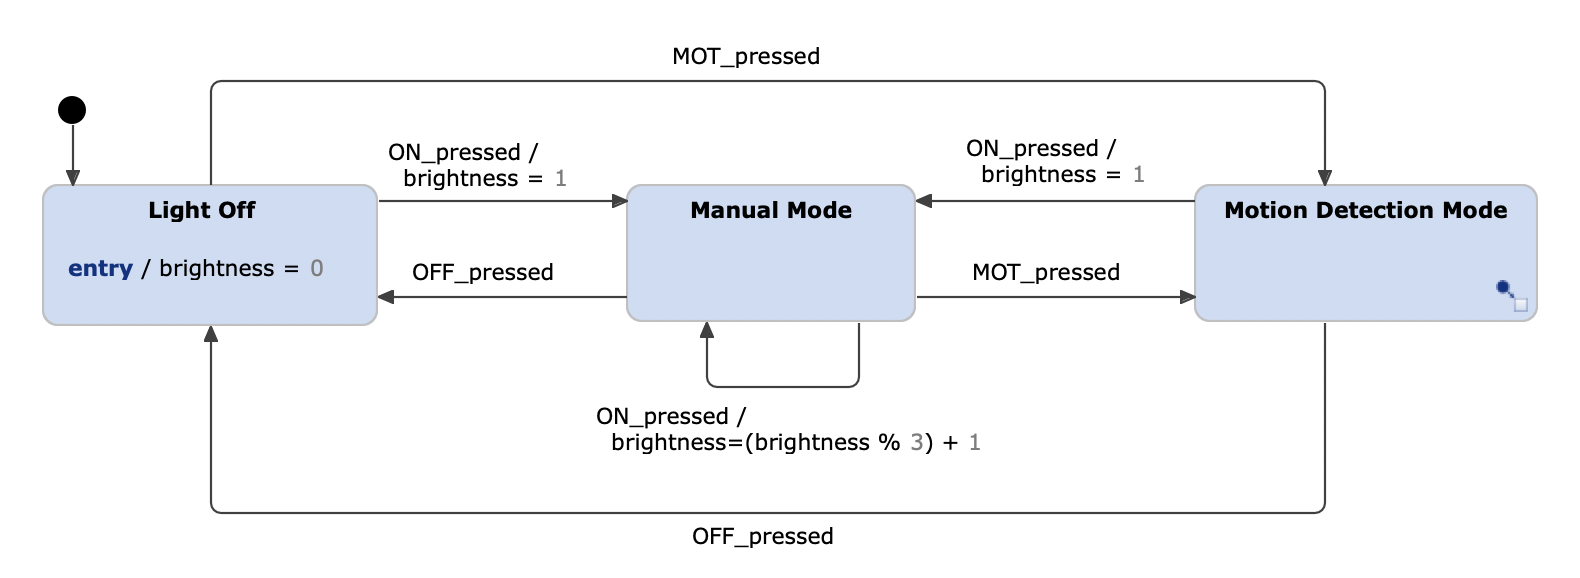 MOT_pressed
ON_pressed /
brightness = 1
ON_pressed /
brightness = 1
Light Off
entry / brightness = 0
Manual Mode
Motion Detection Mode
OFF_pressed
MOT_pressed
ON_pressed /
brightness=(brightness % 3) + 1
OFF_pressed